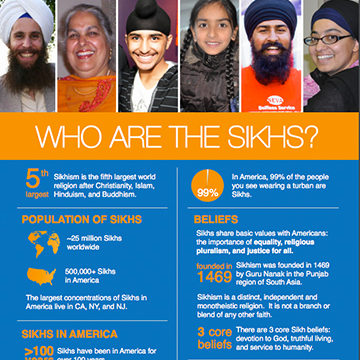 VEYA
Selfless Service
WHO ARE THE SIKHS?
5th
largest
Sikhism is the fifth largest world
religion after Christianity, Islam,
Hinduism, and Buddhism.
POPULATION OF SIKHS
~25 million Sikhs
worldwide
500,000+ Sikhs
in America
The largest concentrations of Sikhs in
America live in CA, NY, and NJ.
SIKHS IN AMERICA
>100
years
Sikhs have been in America for
over 100 years
99%
In America, 99% of the people
you see wearing a turban are
Sikhs.
BELIEFS
Sikhs share basic values with Americans:
the importance of equality, religious
pluralism, and justice for all.
founded in
1469
Sikhism was founded in 1469
by Guru Nanak in the Punjab
region of South Asia.
Sikhism is a distinct, independent and
monotheistic religion. It is not a branch or
blend of any other faith.
3 core
beliefs
There are 3 core Sikh beliefs:
devotion to God, truthful living,
and service to humanity.